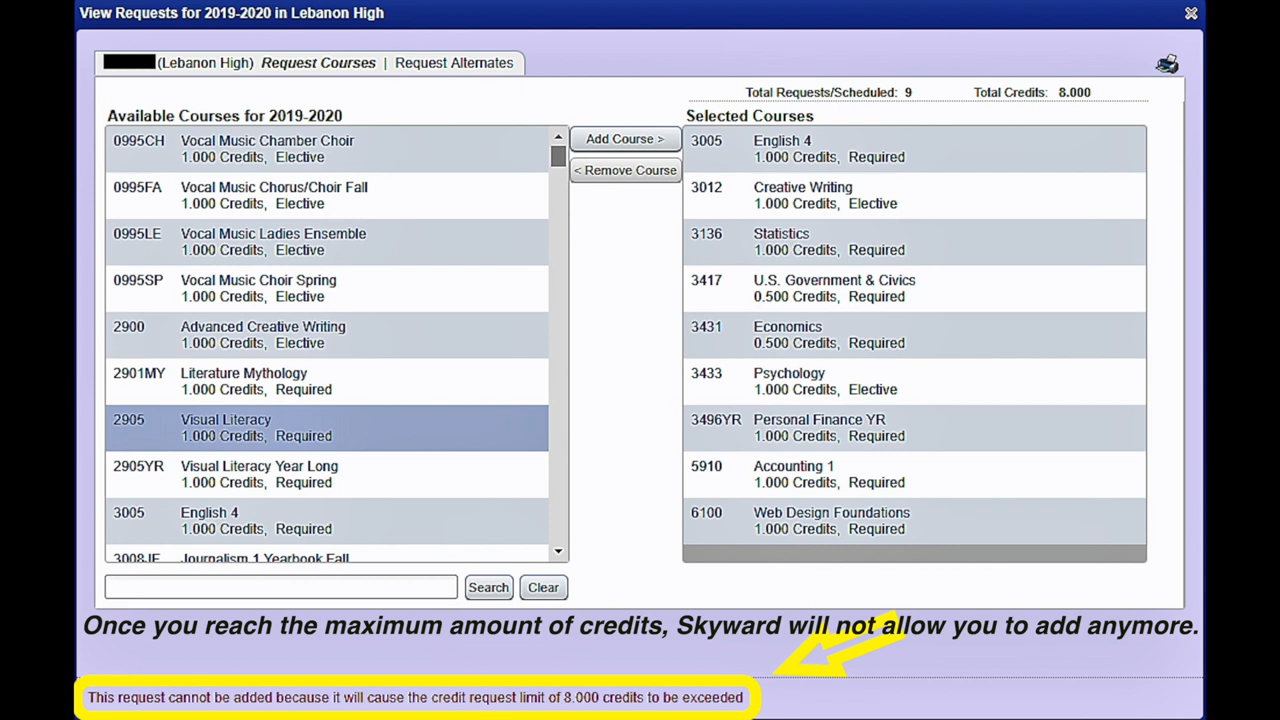 View Requests for 2019-2020 in Lebanon High
(Lebanon High) Request Courses | Request Alternates
Total Requests/Scheduled: 9 Total Credits: 8.000
Available Courses for 2019-2020
0995CH Vocal Music Chamber Choir
1.000 Credits, Elective
0995FA Vocal Music Chorus/Choir Fall
1.000 Credits, Elective
0995LE Vocal Music Ladies Ensemble
1.000 Credits, Elective
0995SP Vocal Music Choir Spring
1.000 Credits, Elective
2900 Advanced Creative Writing
1.000 Credits, Elective
2901MY Literature Mythology
1.000 Credits, Required
2905 Visual Literacy
1.000 Credits, Required
2905YR Visual Literacy Year Long
1.000 Credits, Required
3005 English 4
1.000 Credits, Required
3008JF Journalism 1 Yearbook Fall
Search Clear
Add Course >
< Remove Course
Selected Courses
3005 English 4
1.000 Credits, Required
3012 Creative Writing
1.000 Credits, Elective
3136 Statistics
1.000 Credits, Required
3417 U.S. Government & Civics
0.500 Credits, Required
3431 Economics
0.500 Credits, Required
3433 Psychology
1.000 Credits, Elective
3496YR Personal Finance YR
1.000 Credits, Required
5910 Accounting 1
1.000 Credits, Required
6100 Web Design Foundations
1.000 Credits, Required
Once you reach the maximum amount of credits, Skyward will not allow you to add anymore.
This request cannot be added because it will cause the credit request limit of 8.000 credits to be exceeded